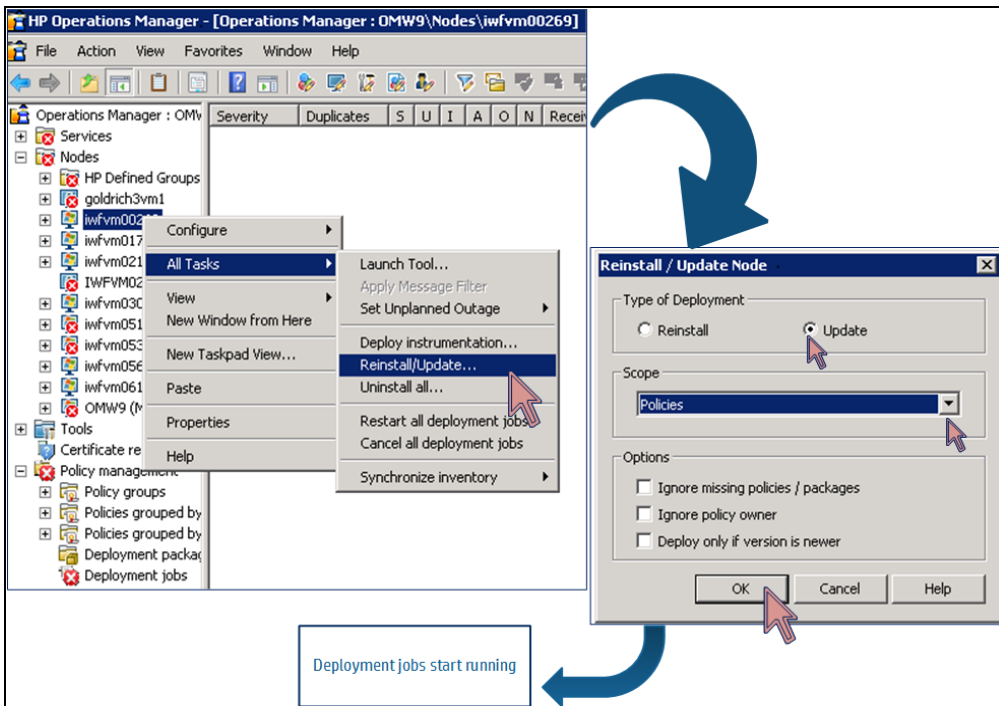 HP Operations Manager - [Operations Manager : OMW9\Nodes\iwfvm00269]
File Action View Favorites Window Help
Operations Manager : OMW
Severity Duplicates S U I A O N Recei
Services
Nodes
HP Defined Groups
goldrich3vm1
iwfvm002
iwfvm017
iwfvm021
IWFVM02
iwfvm030
iwfvm051
iwfvm053
iwfvm056
iwfvm061
OMW9 (M
Tools
Certificate re
Policy management
Policy groups
Policies grouped by
Policies grouped by
Deployment packag
Deployment jobs
Configure
All Tasks
View
New Window from Here
New Taskpad View...
Paste
Properties
Help
Launch Tool...
Apply Message Filter
Set Unplanned Outage
Deploy instrumentation...
Reinstall/Update...
Uninstall all...
Restart all deployment jobs
Cancel all deployment jobs
Synchronize inventory
Reinstall / Update Node
Type of Deployment
Reinstall Update
Scope
Policies
Options
Ignore missing policies / packages
Ignore policy owner
Deploy only if version is newer
OK Cancel Help
Deployment jobs start running